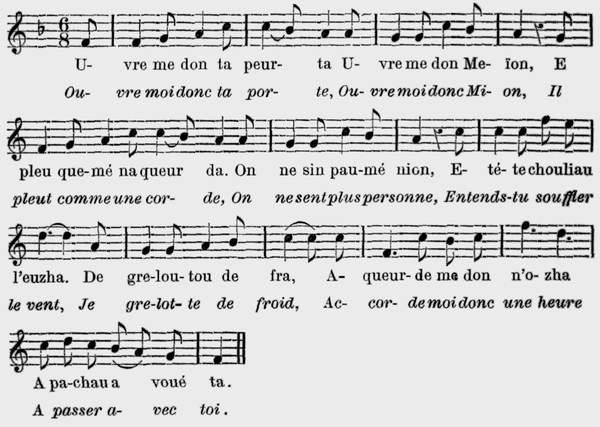 6
8
U- vre me don ta peur- ta U- vre me don Me- ïon, E
Ou- vre moi donc ta por- te, Ou- vre moi donc Mi- on, Il
pleu que-mé na queur da. On ne sin pau-mé nion, E- té-te chouliau
pleut comme une cor- de, On ne sent plus personne, Entends-tu souffler
l'euzha. De gre-lou-tou de fra, A- queur-de me don n'o-zha
le vent, Je gre-lot-te de froid, Ac- cor- de moi donc une heure
A pa-chau a voué ta.
A passer a- vec toi.